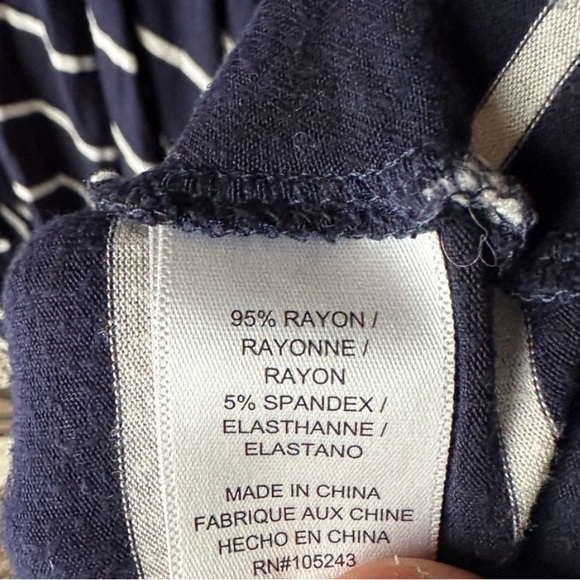 95% RAYON /
RAYONNE /
RAYON
5% SPANDEX /
ELASTHANNE /
ELASTANO
MADE IN CHINA
FABRIQUE AUX CHINE
HECHO EN CHINA
RN#105243